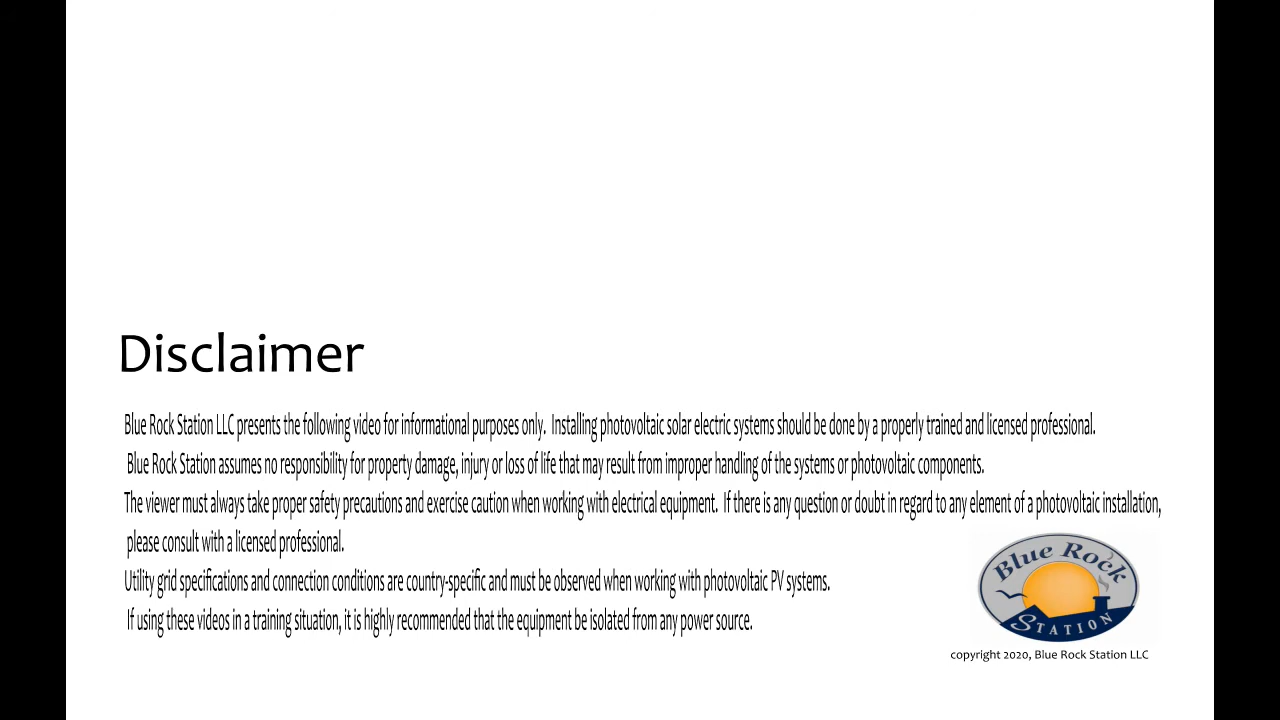 Disclaimer
Blue Rock Station LLC presents the following video for informational purposes only.  Installing photovoltaic solar electric systems should be done by a properly trained and licensed professional.
Blue Rock Station assumes no responsibility for property damage, injury or loss of life that may result from improper handling of the systems or photovoltaic components.
The viewer must always take proper safety precautions and exercise caution when working with electrical equipment.  If there is any question or doubt in regard to any element of a photovoltaic installation,
please consult with a licensed professional.
Utility grid specifications and connection conditions are country-specific and must be observed when working with photovoltaic PV systems.
If using these videos in a training situation, it is highly recommended that the equipment be isolated from any power source.
Blue Rock
Station
copyright 2020, Blue Rock Station LLC